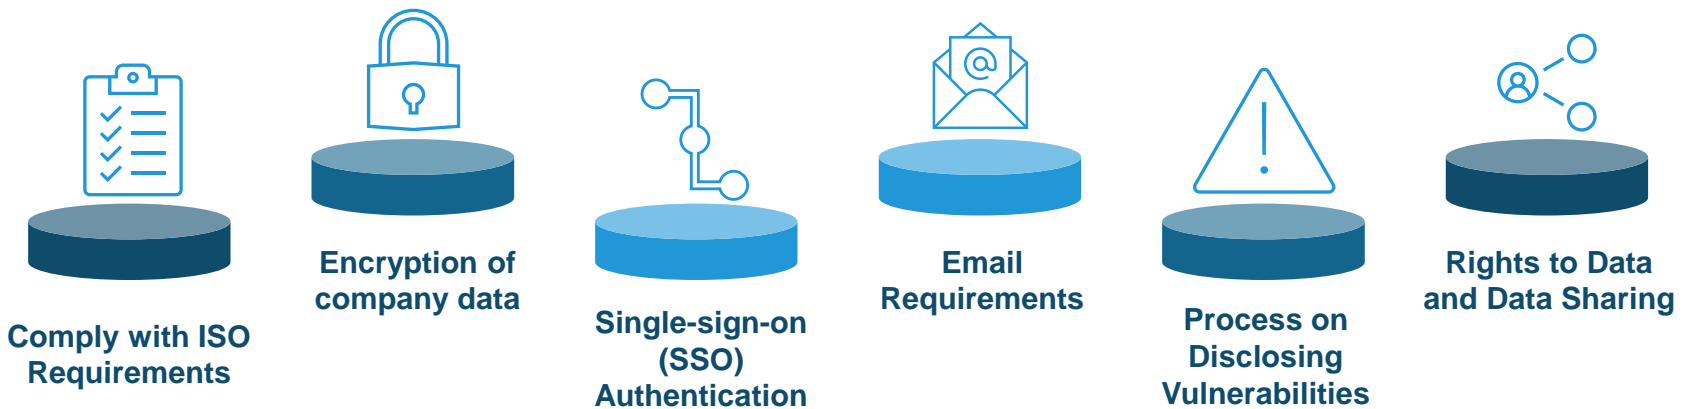 Comply with ISO
Requirements
Encryption of
company data
Single-sign-on
(SSO)
Authentication
@
Email
Requirements
Process on
Disclosing
Vulnerabilities
Rights to Data
and Data Sharing